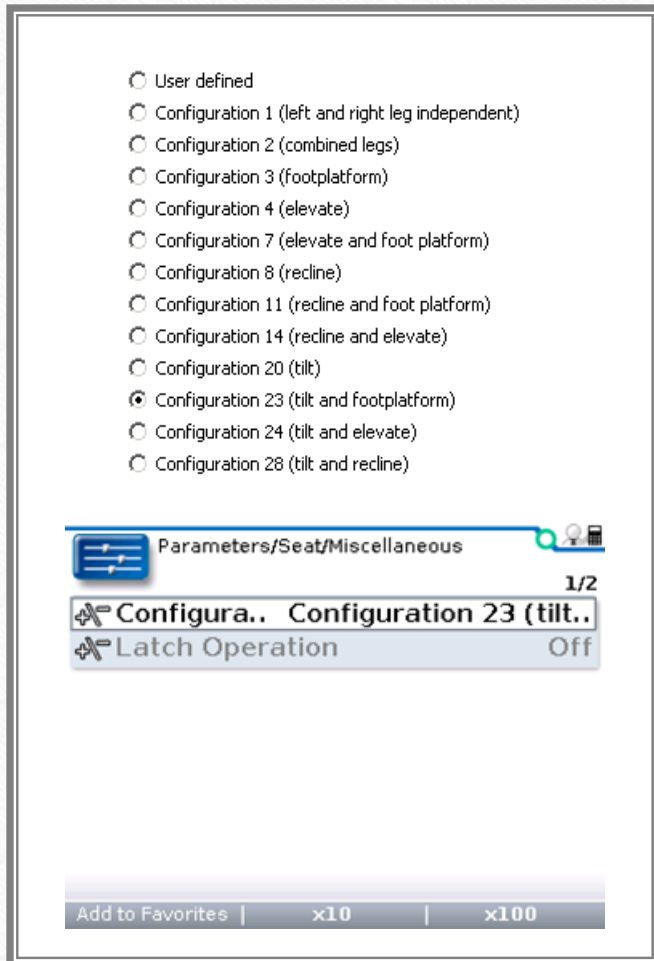 User defined
Configuration 1 (left and right leg independent)
Configuration 2 (combined legs)
Configuration 3 (footplatform)
Configuration 4 (elevate)
Configuration 7 (elevate and foot platform)
Configuration 8 (recline)
Configuration 11 (recline and foot platform)
Configuration 14 (recline and elevate)
Configuration 20 (tilt)
Configuration 23 (tilt and footplatform)
Configuration 24 (tilt and elevate)
Configuration 28 (tilt and recline)
Parameters/Seat/Miscellaneous
1/2
Configura.. Configuration 23 (tilt..
Latch Operation Off
Add to Favorites | x10 | x100